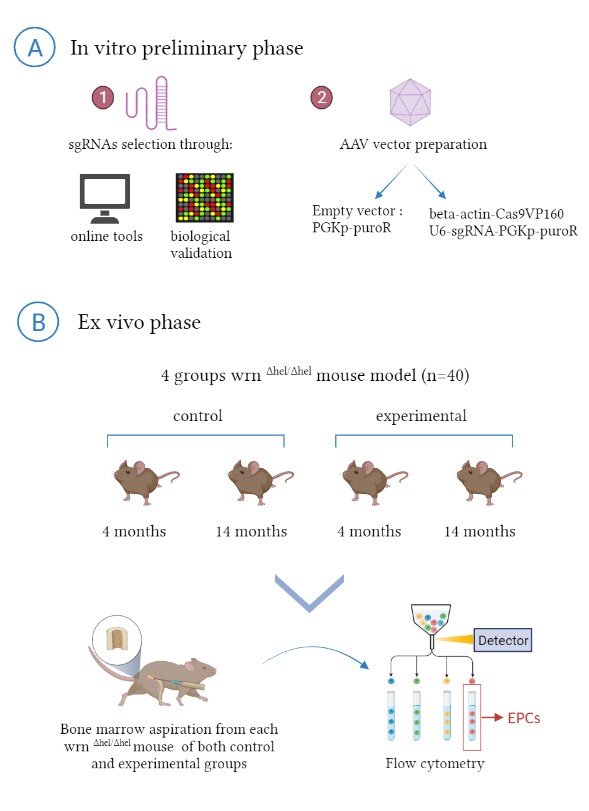 A In vitro preliminary phase
1
2
sgRNAs selection through:
AAV vector preparation
online tools
biological
validation
Empty vector :
PGKp-puroR
beta-actin-Cas9VP160
U6-sgRNA-PGKp-puroR
B Ex vivo phase
4 groups wrn Δhel/Δhel mouse model (n=40)
control
experimental
4 months
14 months
4 months
14 months
Detector
EPCs
Bone marrow aspiration from each
wrn Δhel/Δhel mouse of both control
and experimental groups
Flow cytometry